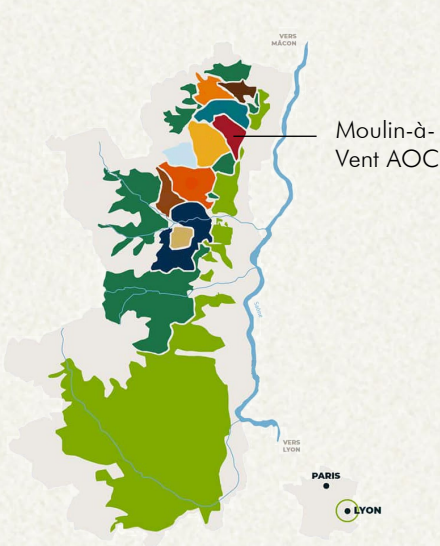 VERS
MÂCON
Moulin-à-
Vent AOC
Saône
VERS
LYON
PARIS
LYON